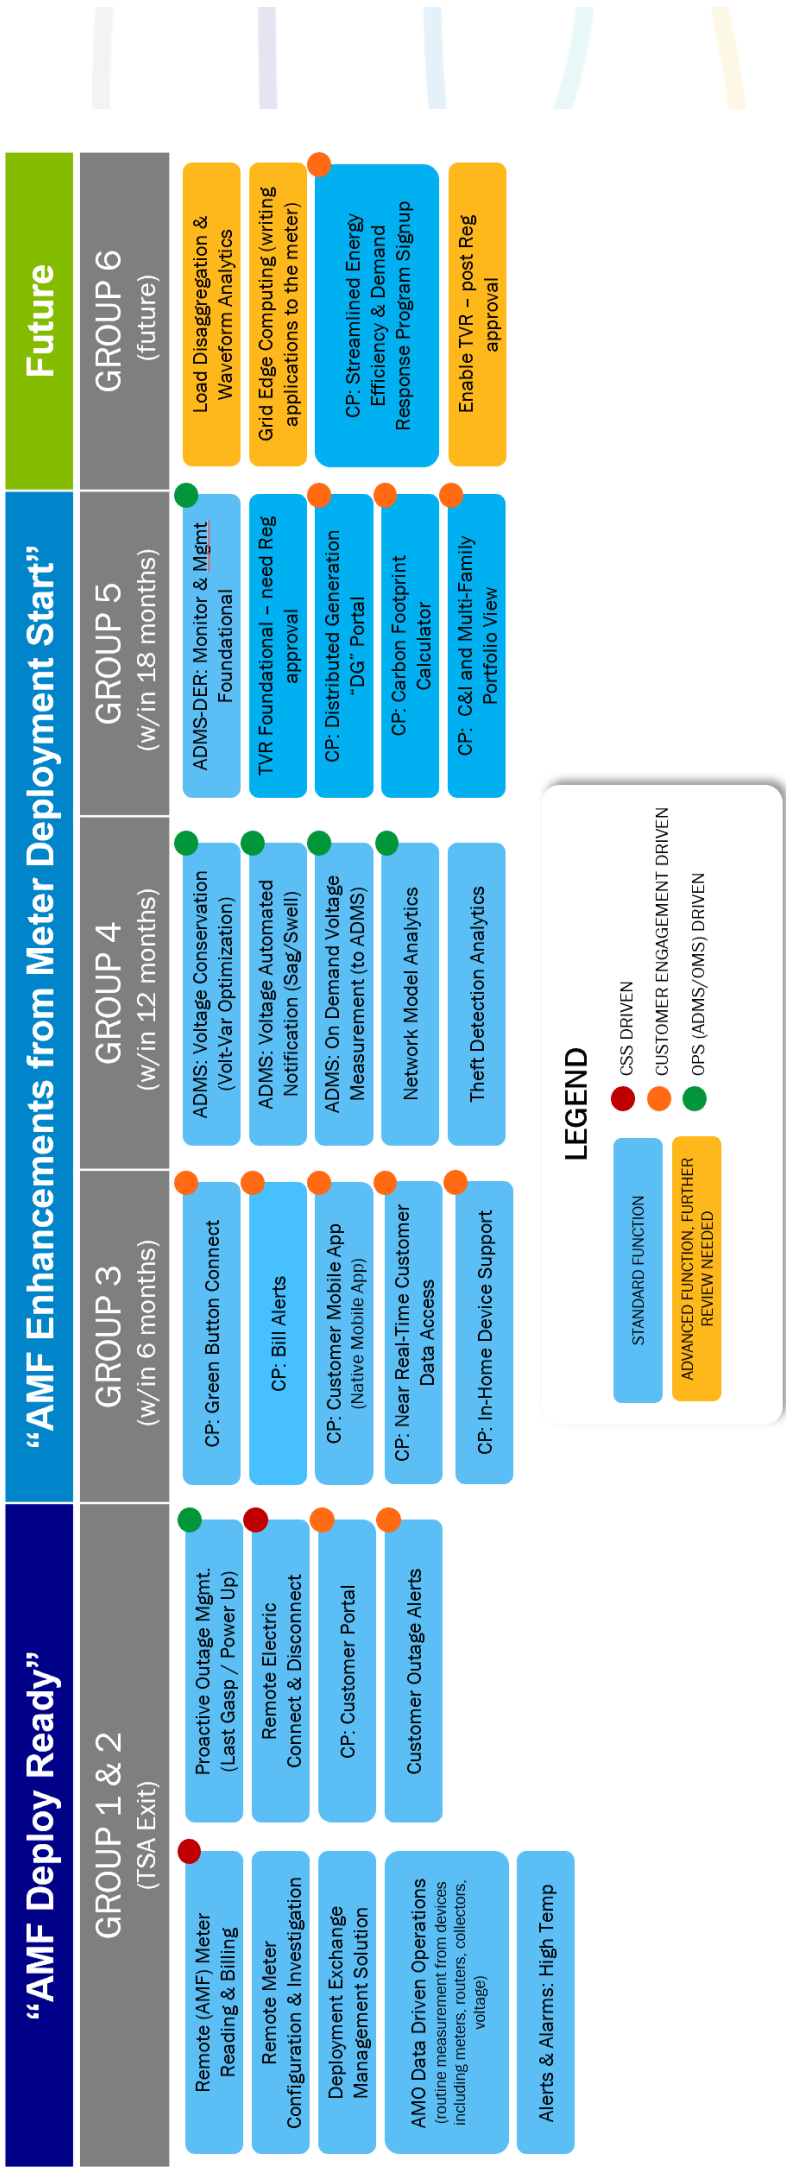 “AMF Deploy Ready”
“AMF Enhancements from Meter Deployment Start”
Future
GROUP 1 & 2
(TSA Exit)
GROUP 3
(w/in 6 months)
GROUP 4
(w/in 12 months)
GROUP 5
(w/in 18 months)
GROUP 6
(future)
Remote (AMF) Meter
Reading & Billing
Remote Meter
Configuration & Investigation
Deployment Exchange
Management Solution
AMO Data Driven Operations
(routine measurement from devices
including meters, routers, collectors,
voltage)
Alerts & Alarms: High Temp
Proactive Outage Mgmt.
(Last Gasp / Power Up)
Remote Electric
Connect & Disconnect
CP: Customer Portal
Customer Outage Alerts
CP: Green Button Connect
CP: Bill Alerts
CP: Customer Mobile App
(Native Mobile App)
CP: Near Real-Time Customer
Data Access
CP: In-Home Device Support
ADMS: Voltage Conservation
(Volt-Var Optimization)
ADMS: Voltage Automated
Notification (Sag/Swell)
ADMS: On Demand Voltage
Measurement (to ADMS)
Network Model Analytics
Theft Detection Analytics
ADMS-DER: Monitor & Mgmt
Foundational
TVR Foundational – need Reg
approval
CP: Distributed Generation
“DG” Portal
CP: Carbon Footprint
Calculator
CP: C&I and Multi-Family
Portfolio View
Load Disaggregation &
Waveform Analytics
Grid Edge Computing (writing
applications to the meter)
CP: Streamlined Energy
Efficiency & Demand
Response Program Signup
Enable TVR – post Reg
approval
LEGEND
STANDARD FUNCTION
ADVANCED FUNCTION, FURTHER
REVIEW NEEDED
CSS DRIVEN
CUSTOMER ENGAGEMENT DRIVEN
OPS (ADMS/OMS) DRIVEN